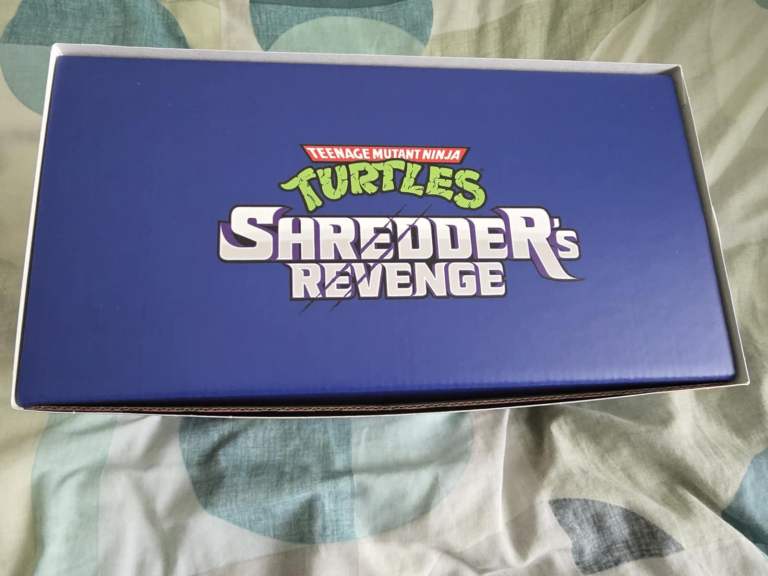 TEENAGE MUTANT NINJA
TURTLES
SHREDDER'S
REVENGE